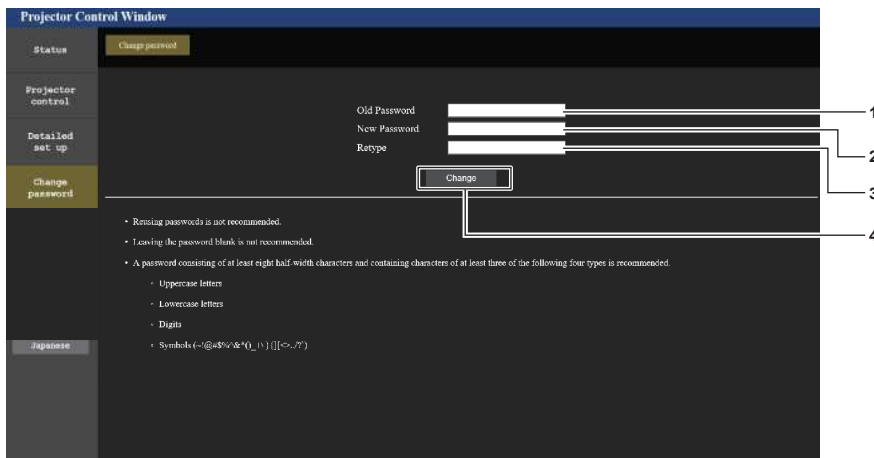 Projector Control Window
Status
Change password
Projector
control
Detailed
set up
Change
password
Japanese
Old Password
New Password
Retype
Change
1
2
3
4
• Reusing passwords is not recommended.
• Leaving the password blank is not recommended.
• A password consisting of at least eight half-width characters and containing characters of at least three of the following four types is recommended.
◦ Uppercase letters
◦ Lowercase letters
◦ Digits
◦ Symbols